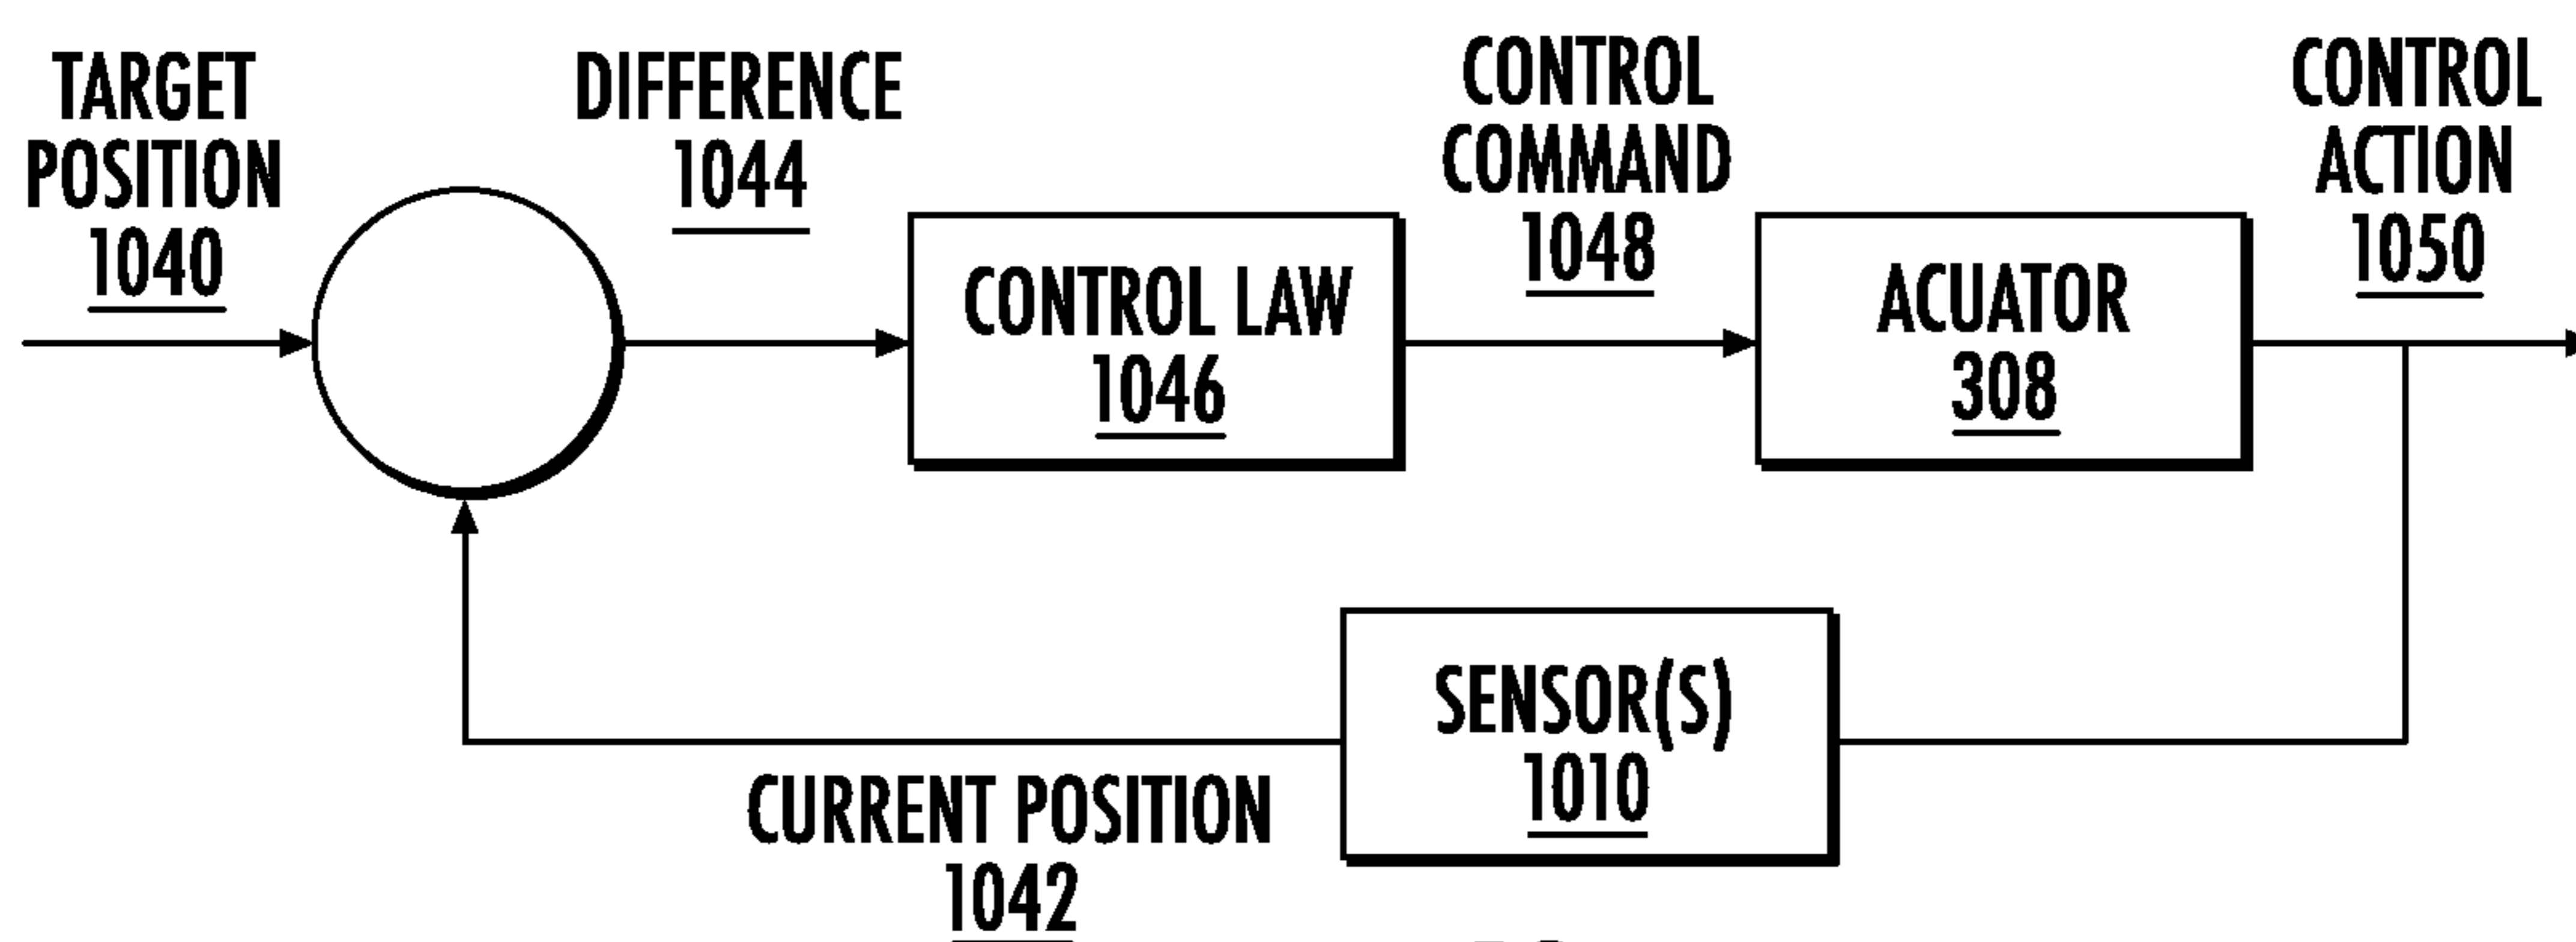 TARGET
POSITION
1040
DIFFERENCE
1044
CONTROL LAW
1046
CONTROL
COMMAND
1048
ACUATOR
308
CONTROL
ACTION
1050
SENSOR(S)
1010
CURRENT POSITION
1042